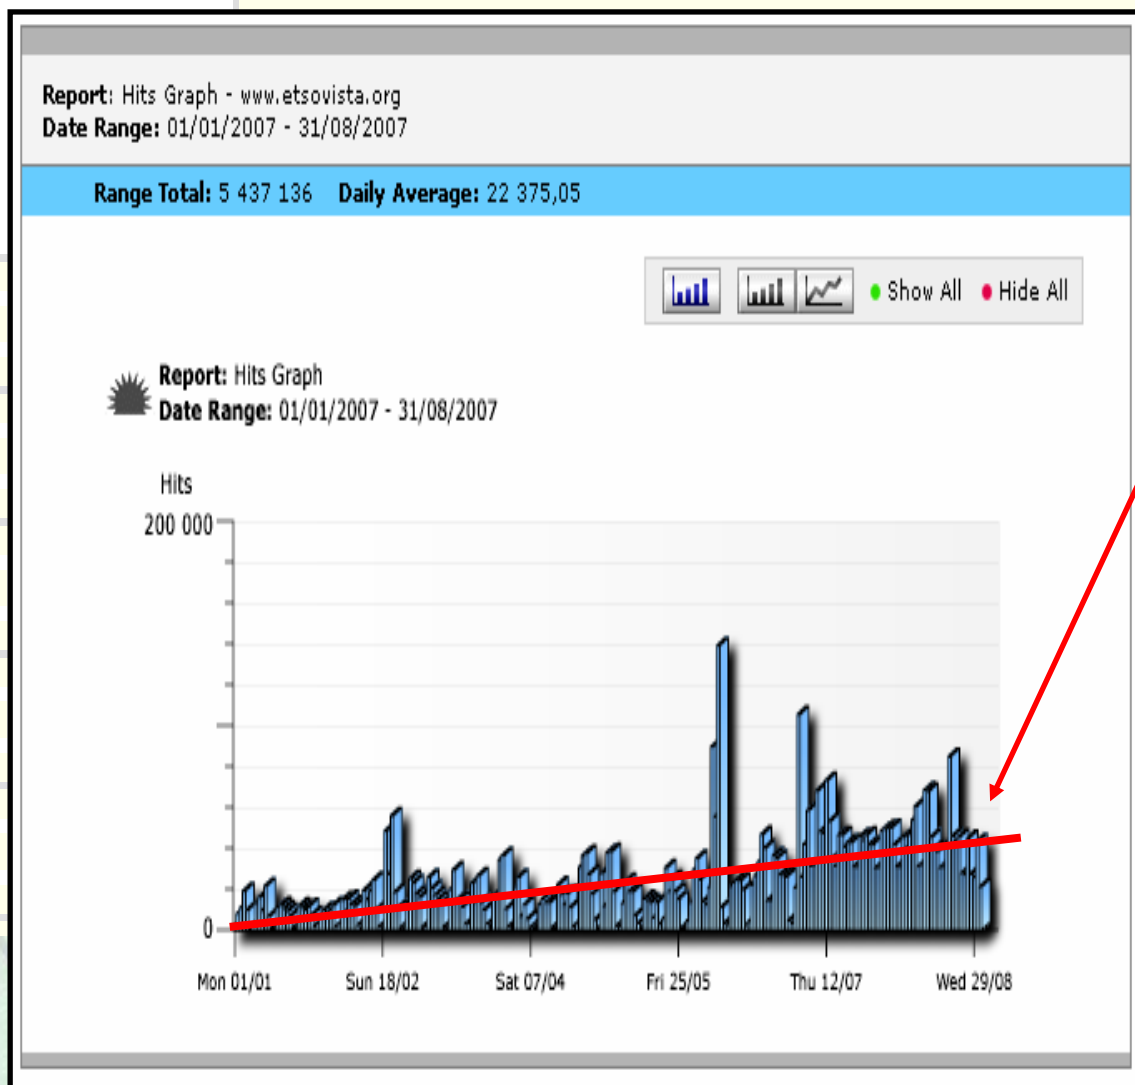 Report: Hits Graph - www.etsovista.org
Date Range: 01/01/2007 - 31/08/2007
Range Total: 5 437 136 Daily Average: 22 375,05
Show All Hide All
Report: Hits Graph
Date Range: 01/01/2007 - 31/08/2007
Hits
200 000
0
Mon 01/01 Sun 18/02 Sat 07/04 Fri 25/05 Thu 12/07 Wed 29/08